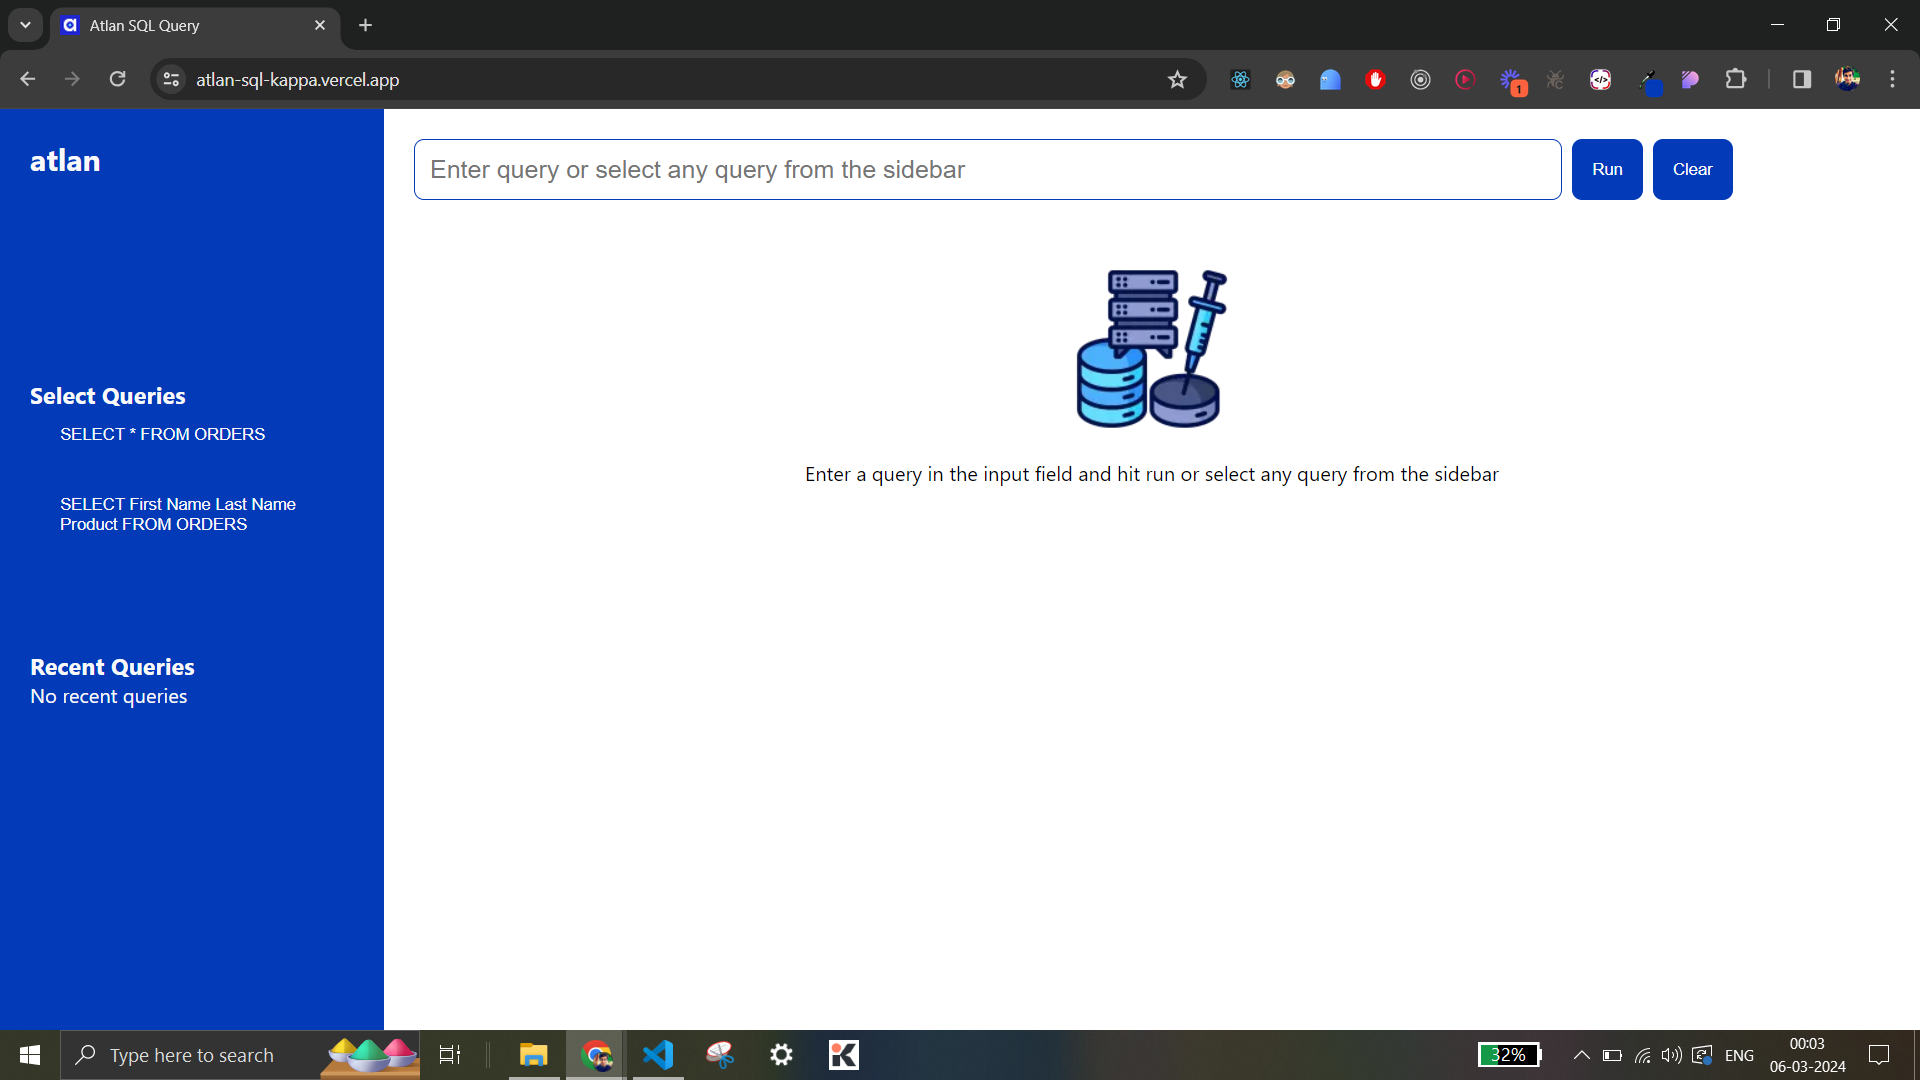 Atlan SQL Query
atlan-sql-kappa.vercel.app
1
atlan
Enter query or select any query from the sidebar
Run
Clear
Select Queries
SELECT * FROM ORDERS
SELECT First Name Last Name
Product FROM ORDERS
Enter a query in the input field and hit run or select any query from the sidebar
Recent Queries
No recent queries
Type here to search
32%
ENG
00:03
06-03-2024